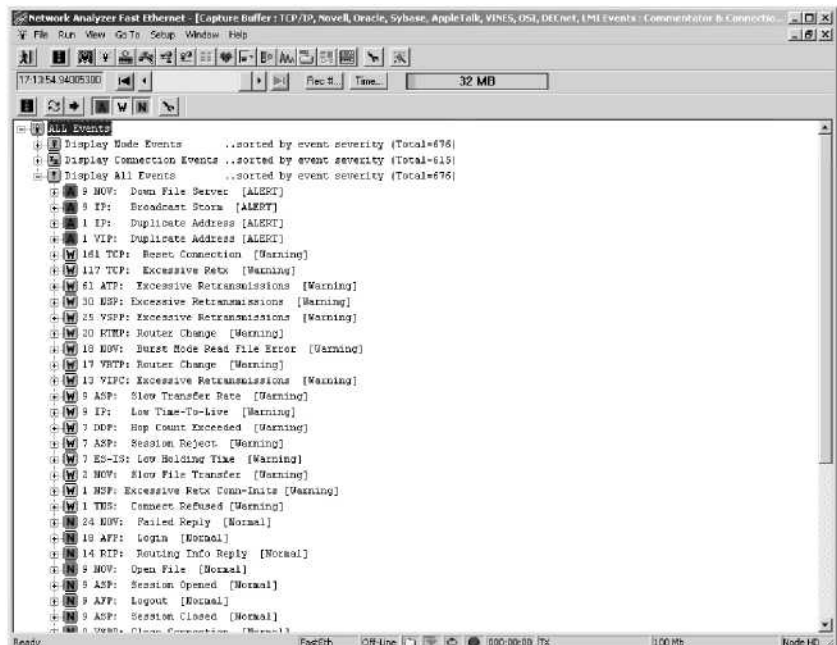 Network Analyzer Fast Ethernet - [Capture Buffer : TCP/IP, Novell, Oracle, Sybase, AppleTalk, VINES, OSI, DECnet, LMI Events : Commentator & Connectio...
File Run View GoTo Setup Window Help
17:13:54.94005300 Rec #... Time... 32 MB
A W N
ALL Events
Display Node Events ..sorted by event severity (Total=676)
Display Connection Events ..sorted by event severity (Total=615)
Display All Events ..sorted by event severity (Total=676)
A 9 NOV: Down File Server [ALERT]
A 9 IP: Broadcast Storm [ALERT]
A 1 IP: Duplicate Address [ALERT]
A 1 VIP: Duplicate Address [ALERT]
W 161 TCP: Reset Connection [Warning]
W 117 TCP: Excessive Retx [Warning]
W 61 ATP: Excessive Retransmissions [Warning]
W 30 NSP: Excessive Retransmissions [Warning]
W 25 VSPP: Excessive Retransmissions [Warning]
W 20 RTMP: Router Change [Warning]
W 18 NOV: Burst Mode Read File Error [Warning]
W 17 VRTP: Router Change [Warning]
W 13 VIPC: Excessive Retransmissions [Warning]
W 9 ASP: Slow Transfer Rate [Warning]
W 9 IP: Low Time-To-Live [Warning]
W 7 DDP: Hop Count Exceeded [Warning]
W 7 ASP: Session Reject [Warning]
W 7 ES-IS: Low Holding Time [Warning]
W 2 NOV: Slow File Transfer [Warning]
W 1 NSP: Excessive Retx Conn-Inits [Warning]
W 1 TNS: Connect Refused [Warning]
N 24 NOV: Failed Reply [Normal]
N 18 AFP: Login [Normal]
N 14 RIP: Routing Info Reply [Normal]
N 9 NOV: Open File [Normal]
N 9 ASP: Session Opened [Normal]
N 9 AFP: Logout [Normal]
N 9 ASP: Session Closed [Normal]
Ready FastEth Off-Line 000:00:00 TX 100 Mb Node HD